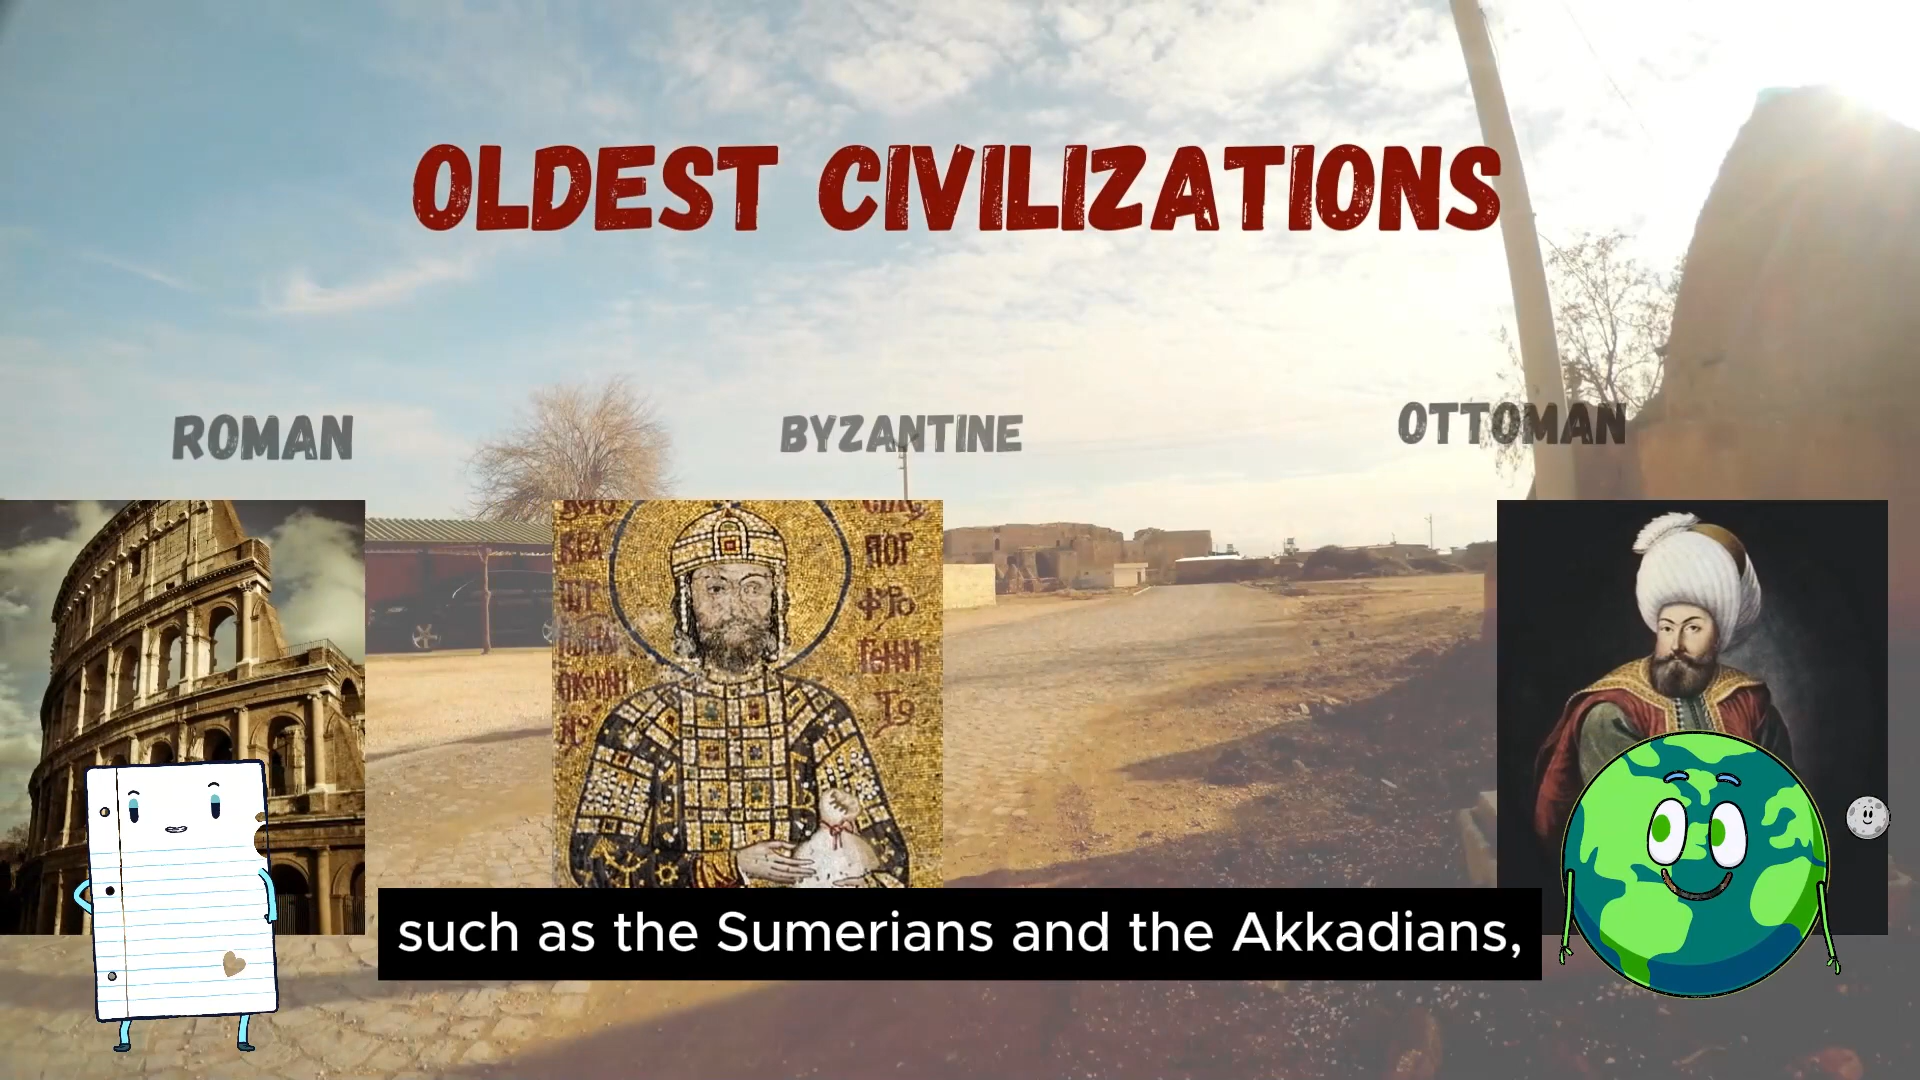 OLDEST CIVILIZATIONS
ROMAN
BYZANTINE
OTTOMAN
such as the Sumerians and the Akkadians,